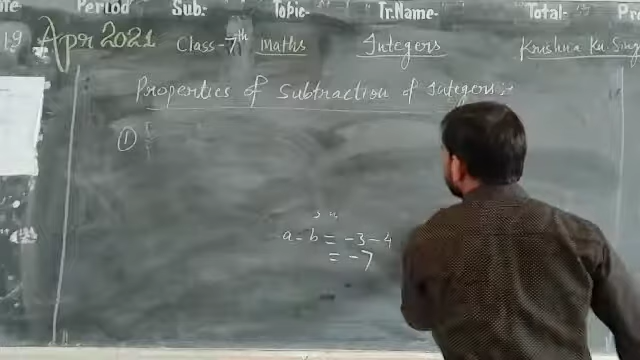 Period Sub:- Topic- Tr.Name- Total-
19 Apr 2021 Class-7th Maths Integers Krishna Ku. Sing
Properties of Subtraction of Integers:-
①
a - b = -3-4
= -7